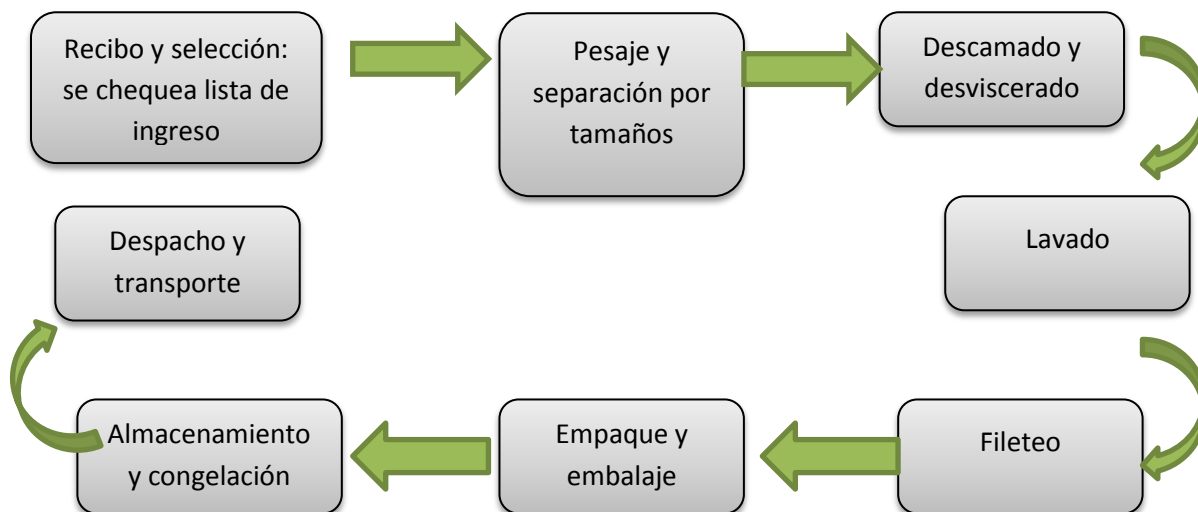 Recibo y selección:
se chequea lista de
ingreso
Pesaje y
separación por
tamaños
Descamado y
desviscerado
Lavado
Fileteo
Empaque y
embalaje
Almacenamiento
y congelación
Despacho y
transporte